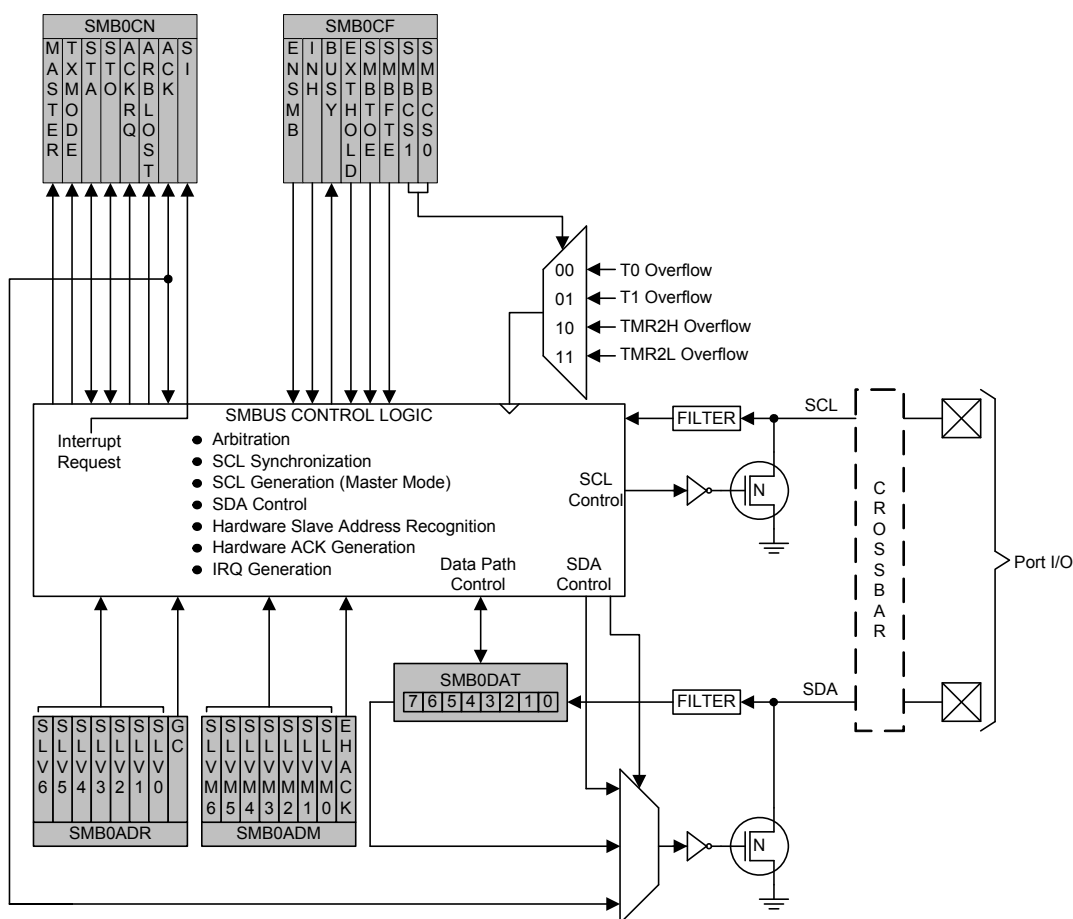 SMB0CN
MASTER
TXMODE
STA
STO
ACKRQ
ARBLOST
ACK
SI
SMB0CF
ENSMB
INH
BUSY
EXTHOLD
SMBTOE
SMBFTE
SMBCS1
SMBCS0
00
01
10
11
T0 Overflow
T1 Overflow
TMR2H Overflow
TMR2L Overflow
SMBUS CONTROL LOGIC
Interrupt
Request
● Arbitration
● SCL Synchronization
● SCL Generation (Master Mode)
● SDA Control
● Hardware Slave Address Recognition
● Hardware ACK Generation
● IRQ Generation
SCL
Control
Data Path
Control
SDA
Control
FILTER
SCL
N
CROSSBAR
Port I/O
SMB0DAT
7 6 5 4 3 2 1 0
FILTER
SDA
N
SLV6
SLV5
SLV4
SLV3
SLV2
SLV1
SLV0
GC
SMB0ADR
SLVM6
SLVM5
SLVM4
SLVM3
SLVM2
SLVM1
SLVM0
EHACK
SMB0ADM